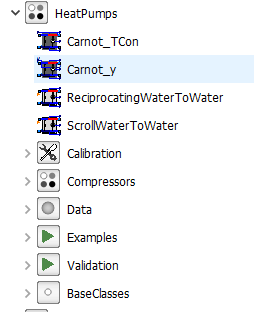 HeatPumps
Carnot_TCon
Carnot_y
ReciprocatingWaterToWater
ScrollWaterToWater
Calibration
Compressors
Data
Examples
Validation
BaseClasses